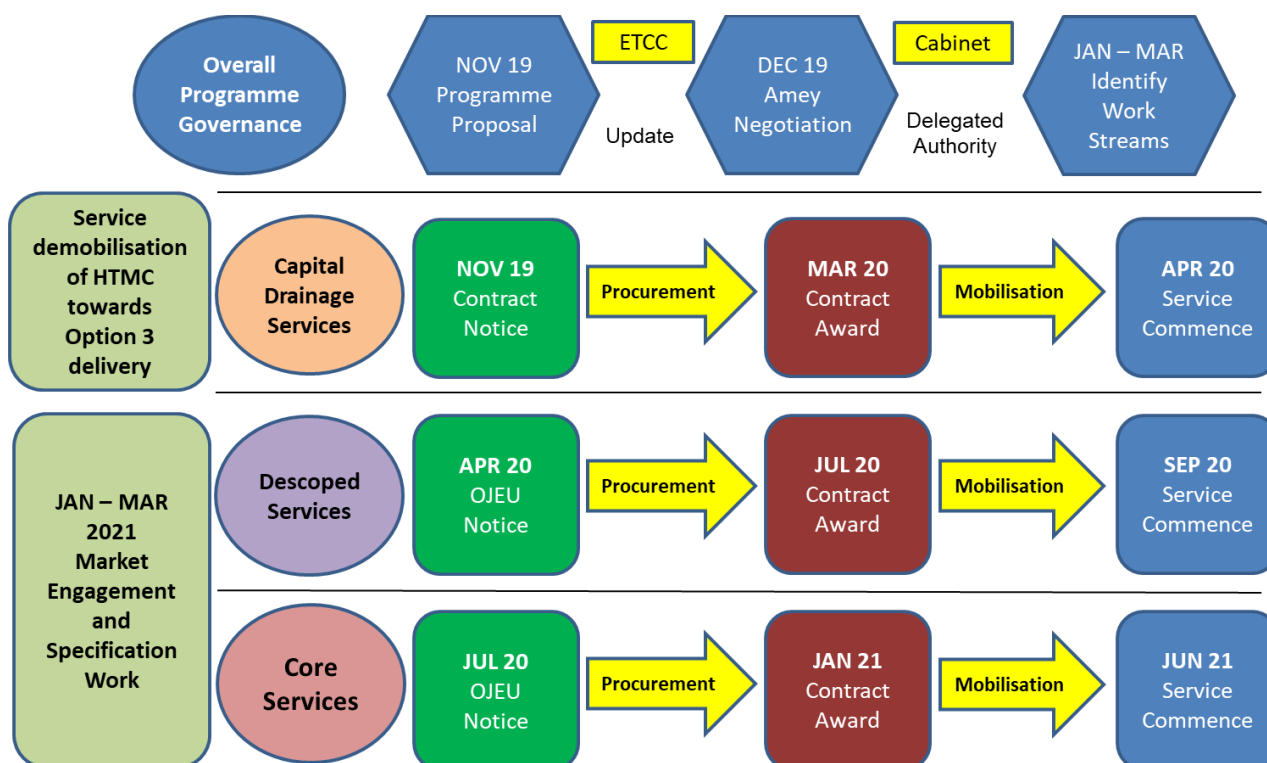 Overall
Programme
Governance
NOV 19
Programme
Proposal
ETCC
Update
DEC 19
Amey
Negotiation
Cabinet
Delegated
Authority
JAN – MAR
Identify
Work
Streams
Service
demobilisation
of HTMC
towards
Option 3
delivery
Capital
Drainage
Services
NOV 19
Contract
Notice
Procurement
MAR 20
Contract
Award
Mobilisation
APR 20
Service
Commence
JAN – MAR
2021
Market
Engagement
and
Specification
Work
Descoped
Services
APR 20
OJEU
Notice
Procurement
JUL 20
Contract
Award
Mobilisation
SEP 20
Service
Commence
Core
Services
JUL 20
OJEU
Notice
Procurement
JAN 21
Contract
Award
Mobilisation
JUN 21
Service
Commence